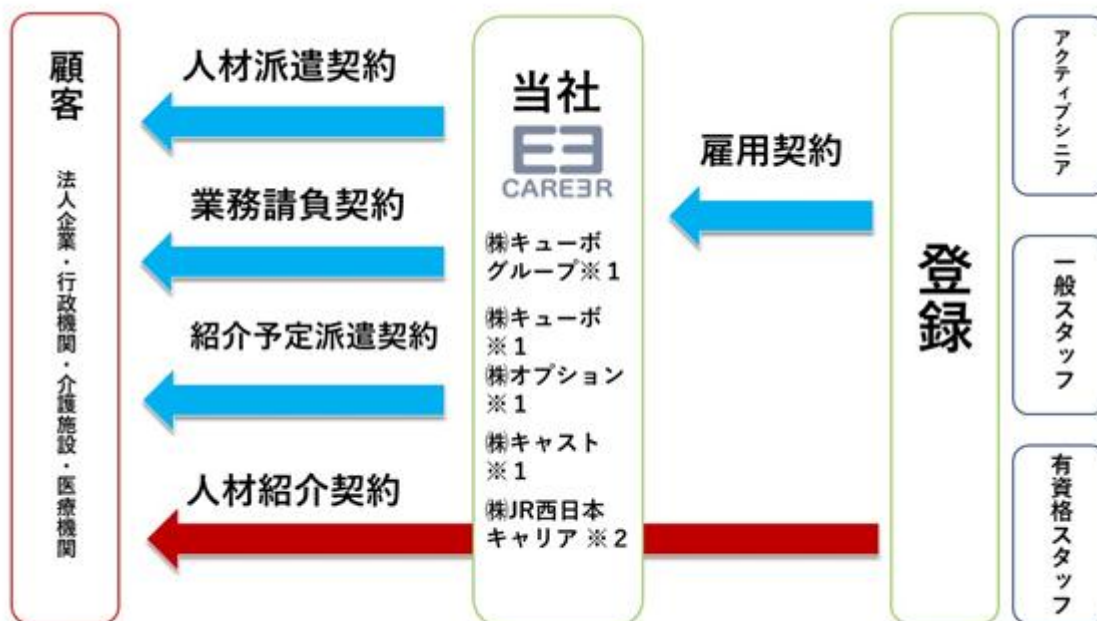 顧客
法人企業・行政機関・介護施設・医療機関
人材派遣契約
業務請負契約
紹介予定派遣契約
人材紹介契約
当社
E3
CAREER
㈱キューボ
グループ※1
㈱キューボ
※1
㈱オプション
※1
㈱キャスト
※1
㈱JR西日本
キャリア ※2
雇用契約
登録
アクティブシニア
一般スタッフ
有資格スタッフ